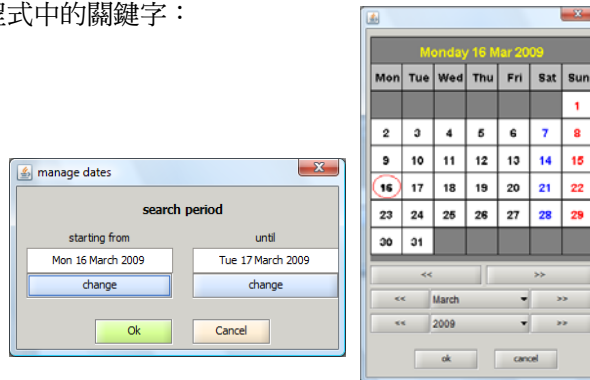 程式中的關鍵字：
manage dates
search period
starting from until
Mon 16 March 2009 Tue 17 March 2009
change change
Ok Cancel
Monday 16 Mar 2009
Mon Tue Wed Thu Fri Sat Sun
1
2 3 4 5 6 7 8
9 10 11 12 13 14 15
16 17 18 19 20 21 22
23 24 25 26 27 28 29
30 31
<< >>
<< March >>
<< 2009 >>
ok cancel